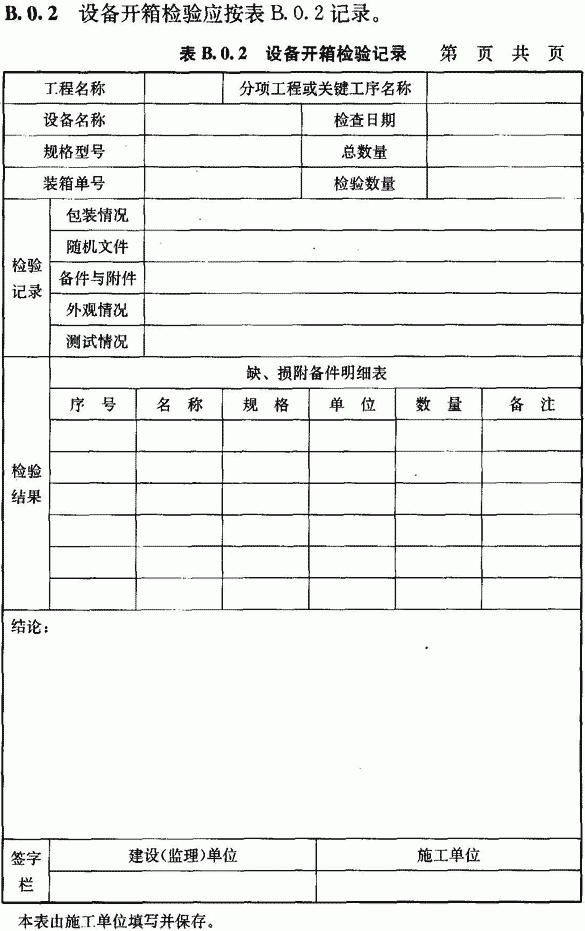 B.0.2 设备开箱检验应按表 B.0.2 记录。
表 B.0.2 设备开箱检验记录 第 页 共 页
工程名称 分项工程或关键工序名称
设备名称 检查日期
规格型号 总数量
装箱单号 检验数量
检验记录
包装情况
随机文件
备件与附件
外观情况
测试情况
检验结果
缺、损附备件明细表
序 号 名 称 规 格 单 位 数 量 备 注
结论：
签字栏
建设(监理)单位 施工单位
本表由施工单位填写并保存。